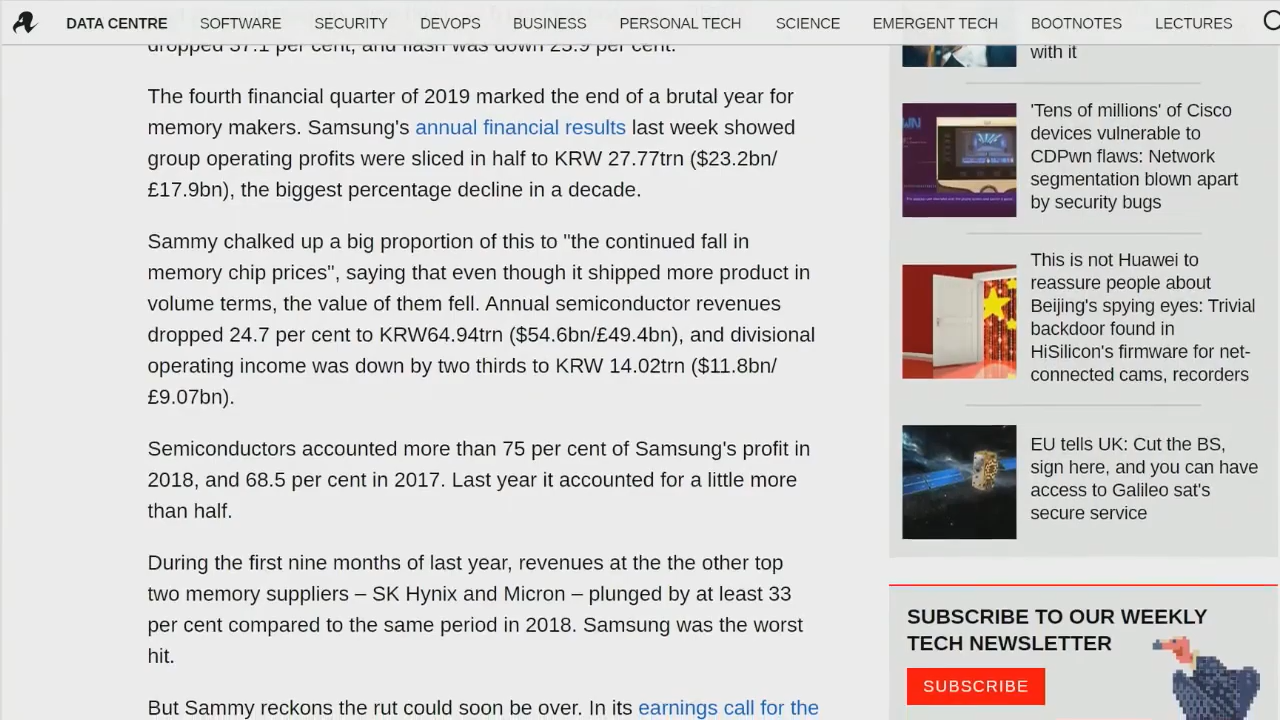 DATA CENTRE SOFTWARE SECURITY DEVOPS BUSINESS PERSONAL TECH SCIENCE EMERGENT TECH BOOTNOTES LECTURES
dropped 37.1 per cent, and flash was down 25.9 per cent.
The fourth financial quarter of 2019 marked the end of a brutal year for
memory makers. Samsung's annual financial results last week showed
group operating profits were sliced in half to KRW 27.77trn ($23.2bn/
£17.9bn), the biggest percentage decline in a decade.
Sammy chalked up a big proportion of this to "the continued fall in
memory chip prices", saying that even though it shipped more product in
volume terms, the value of them fell. Annual semiconductor revenues
dropped 24.7 per cent to KRW64.94trn ($54.6bn/£49.4bn), and divisional
operating income was down by two thirds to KRW 14.02trn ($11.8bn/
£9.07bn).
Semiconductors accounted more than 75 per cent of Samsung's profit in
2018, and 68.5 per cent in 2017. Last year it accounted for a little more
than half.
During the first nine months of last year, revenues at the the other top
two memory suppliers – SK Hynix and Micron – plunged by at least 33
per cent compared to the same period in 2018. Samsung was the worst
hit.
But Sammy reckons the rut could soon be over. In its earnings call for the
with it
'Tens of millions' of Cisco
devices vulnerable to
CDPwn flaws: Network
segmentation blown apart
by security bugs
This is not Huawei to
reassure people about
Beijing's spying eyes: Trivial
backdoor found in
HiSilicon's firmware for net-
connected cams, recorders
EU tells UK: Cut the BS,
sign here, and you can have
access to Galileo sat's
secure service
SUBSCRIBE TO OUR WEEKLY
TECH NEWSLETTER
SUBSCRIBE